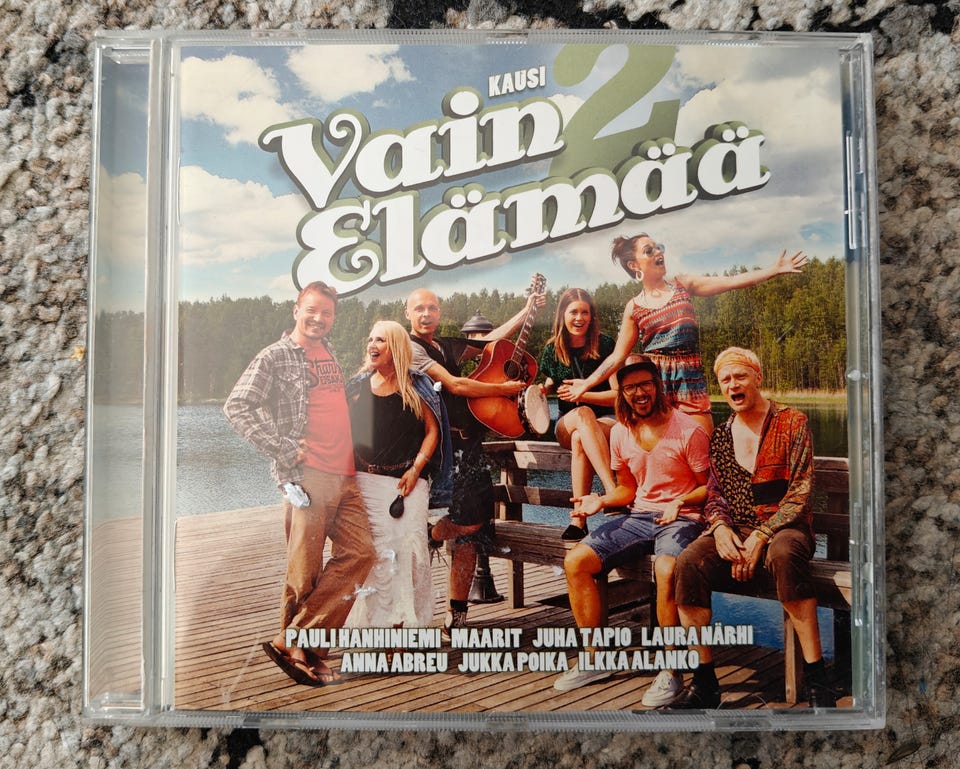 KAUSI 2
Vain
Elämää
PAULI HANHINIEMI MAARIT JUHA TAPIO LAURA NÄRHI
ANNA ABREU JUKKA POIKA ILKKA ALANKO